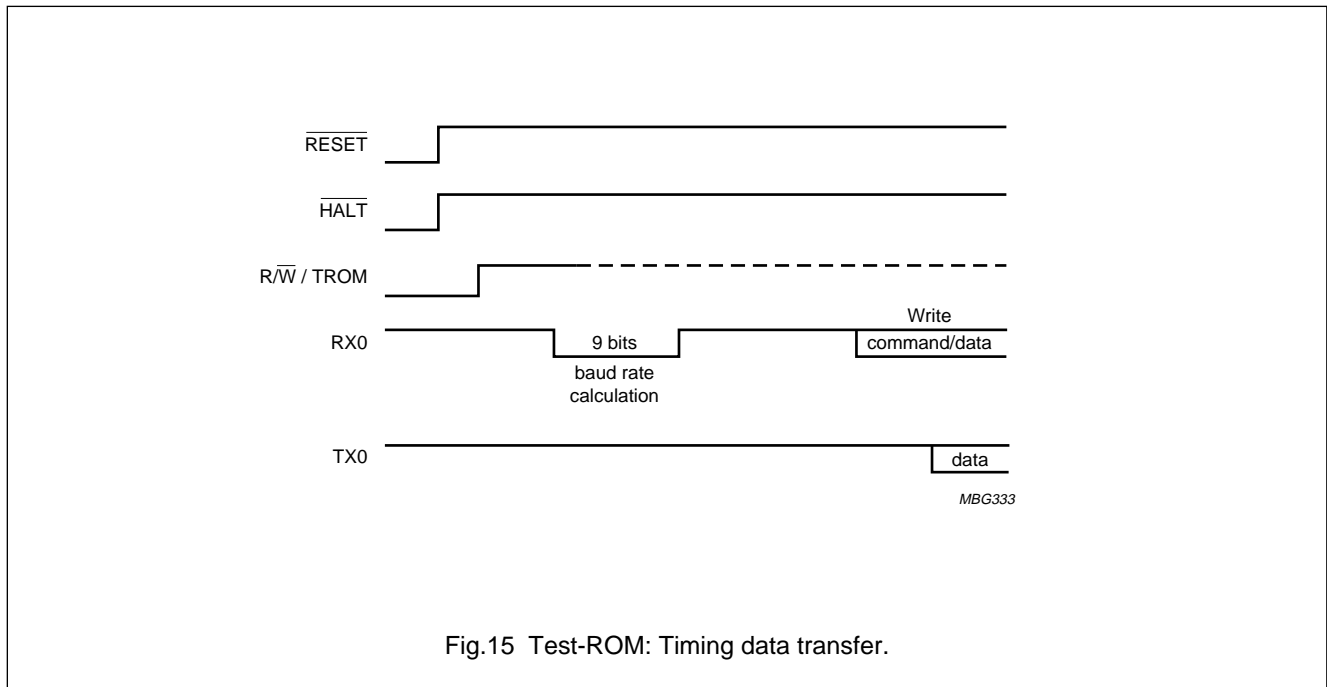 RESET
HALT
R/W / TROM
Write
RX0
9 bits
command/data
baud rate
calculation
TX0
data
MBG333
Fig.15 Test-ROM: Timing data transfer.